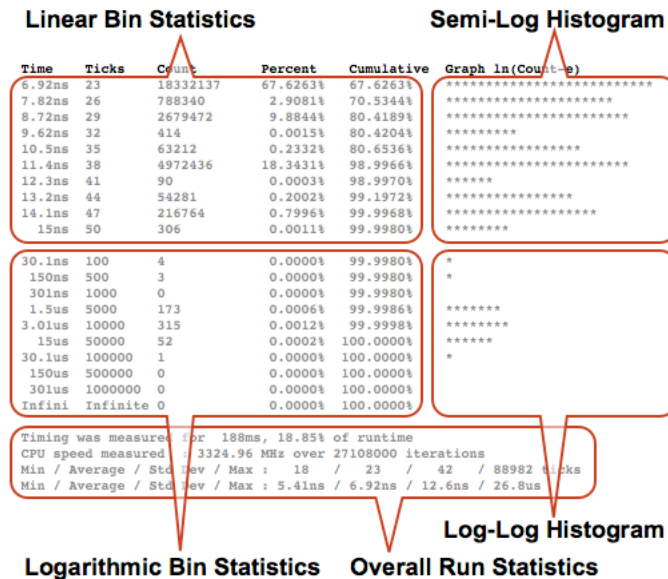 Linear Bin Statistics Semi-Log Histogram
Time Ticks Count Percent Cumulative Graph ln(Count-e)
6.92ns 23 18332137 67.6263% 67.6263% ***************************
7.82ns 26 788340 2.9081% 70.5344% **********************
8.72ns 29 2679472 9.8844% 80.4189% ************************
9.62ns 32 414 0.0015% 80.4204% *********
10.5ns 35 63212 0.2332% 80.6536% ******************
11.4ns 38 4972436 18.3431% 98.9966% ************************
12.3ns 41 90 0.0003% 98.9970% ******
13.2ns 44 54281 0.2002% 99.1972% *****************
14.1ns 47 216764 0.7996% 99.9968% ********************
15ns 50 306 0.0011% 99.9980% ********
30.1ns 100 4 0.0000% 99.9980% *
150ns 500 3 0.0000% 99.9980% *
301ns 1000 0 0.0000% 99.9980%
1.5us 5000 173 0.0006% 99.9986% *******
3.01us 10000 315 0.0012% 99.9998% ********
15us 50000 52 0.0002% 100.0000% ******
30.1us 100000 1 0.0000% 100.0000% *
150us 500000 0 0.0000% 100.0000%
301us 1000000 0 0.0000% 100.0000%
Infini Infinite 0 0.0000% 100.0000%
Timing was measured for 188ms, 18.85% of runtime
CPU speed measured : 3324.96 MHz over 27108000 iterations
Min / Average / Std Dev / Max : 18 / 23 / 42 / 88982 ticks
Min / Average / Std Dev / Max : 5.41ns / 6.92ns / 12.6ns / 26.8us
Log-Log Histogram
Logarithmic Bin Statistics Overall Run Statistics